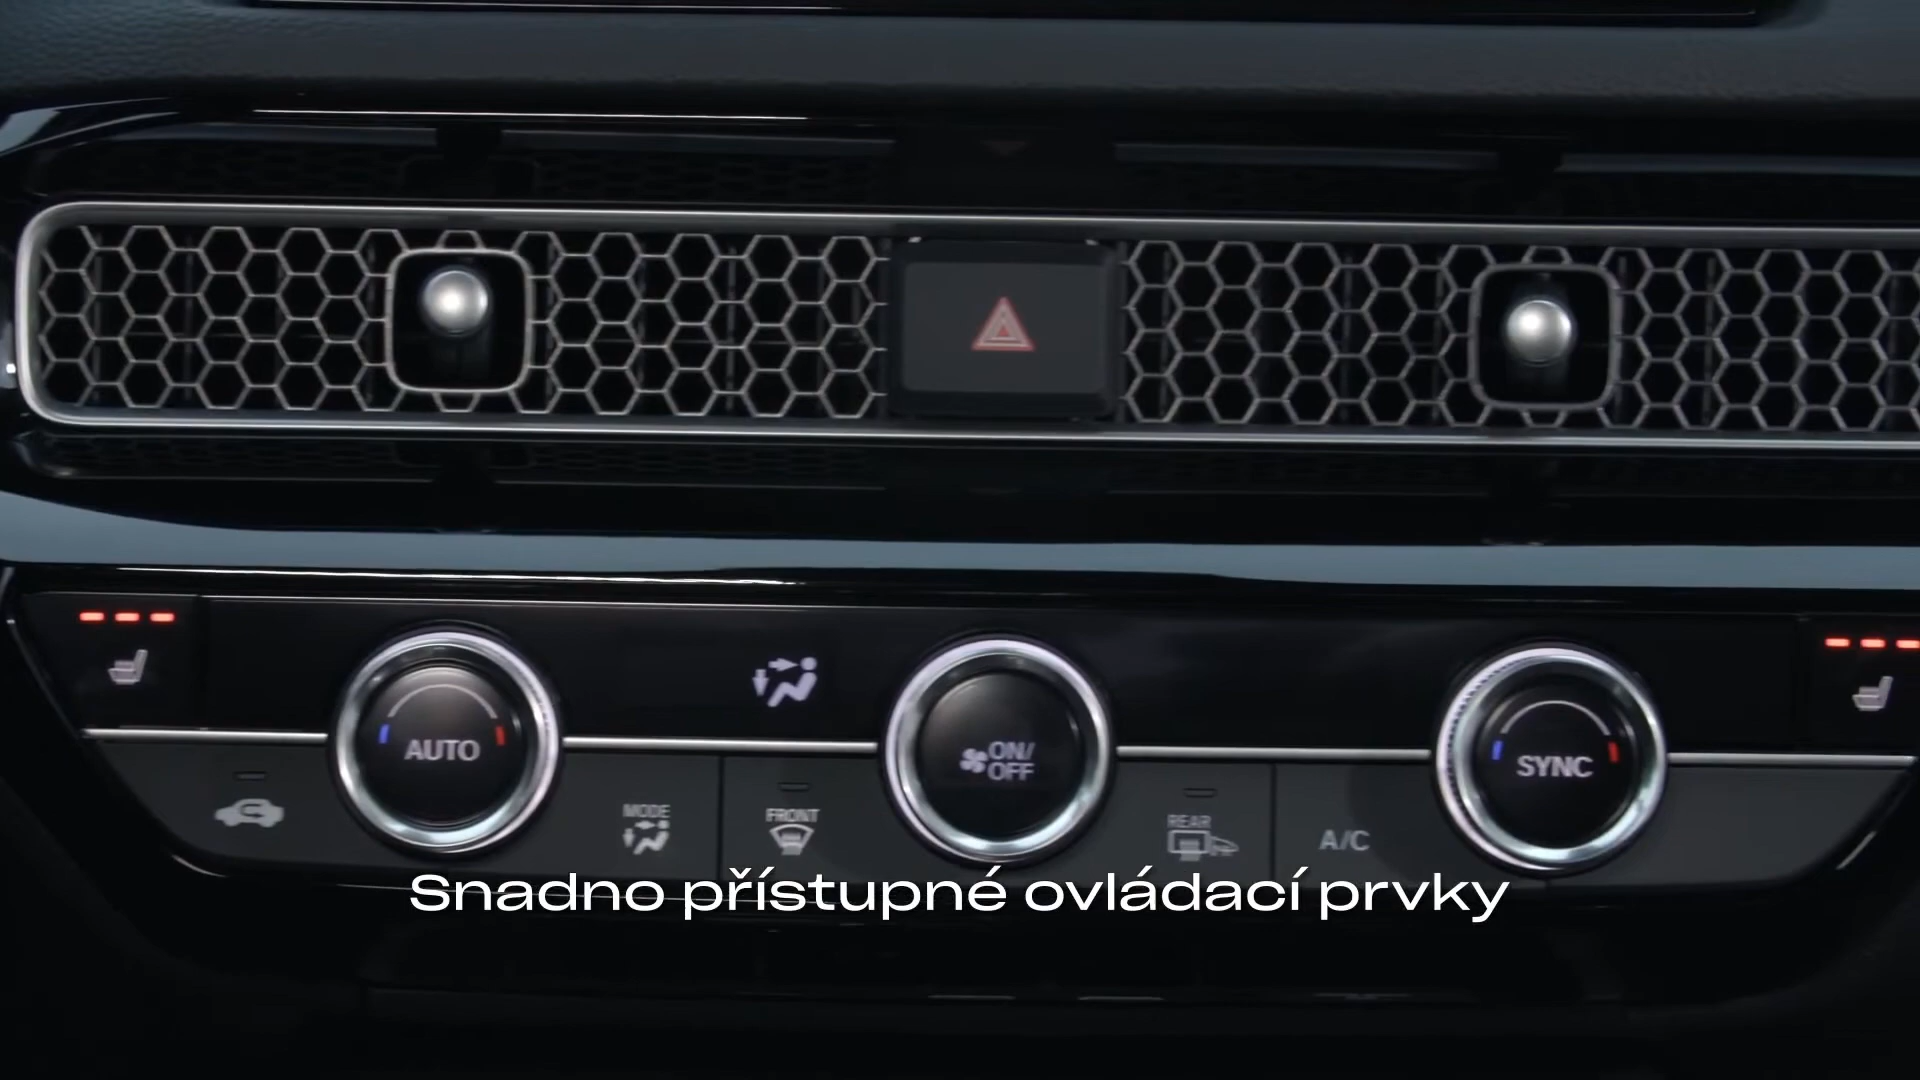 AUTO
ON/
OFF
SYNC
MODE
FRONT
REAR
A/C
Snadno přístupné ovládací prvky